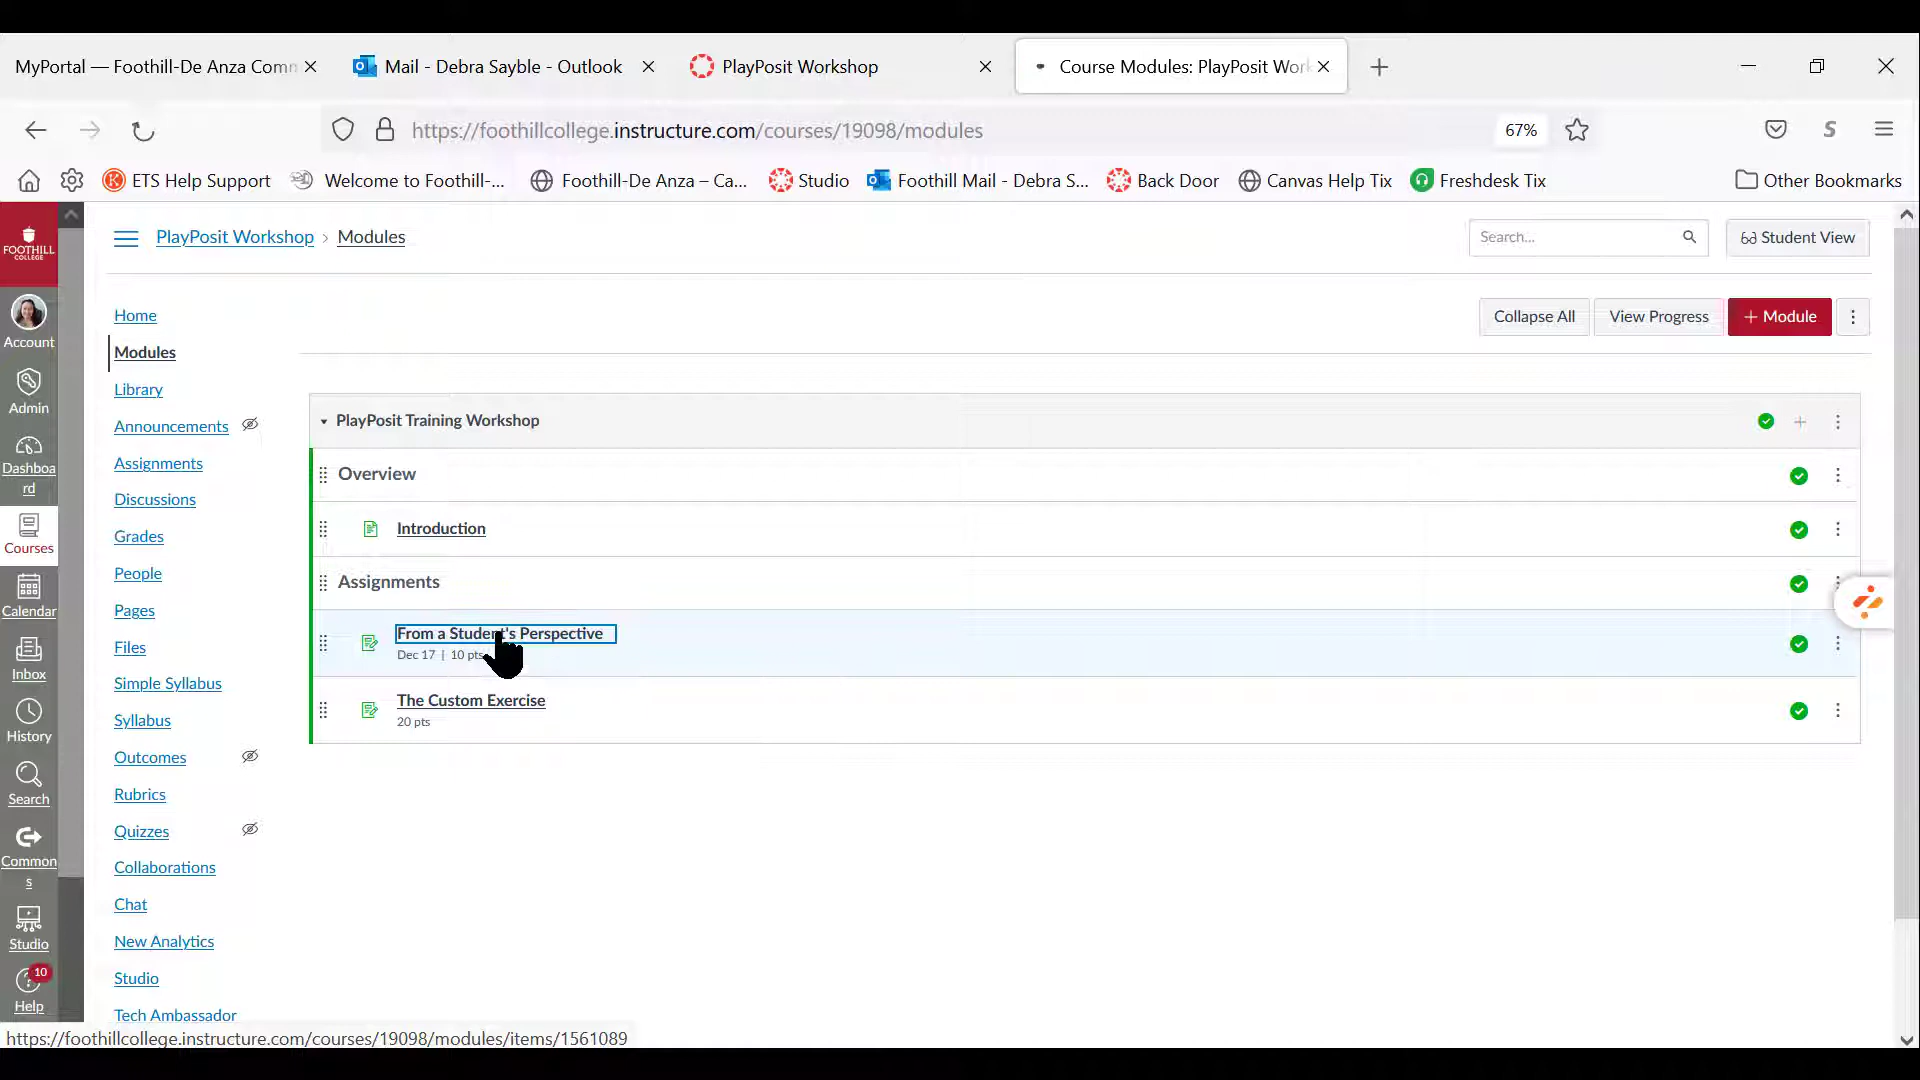 MyPortal — Foothill-De Anza Com
Mail - Debra Sayble - Outlook
PlayPosit Workshop
Course Modules: PlayPosit Wor
https://foothillcollege.instructure.com/courses/19098/modules
67%
ETS Help Support
Welcome to Foothill-...
Foothill-De Anza – Ca...
Studio
Foothill Mail - Debra S...
Back Door
Canvas Help Tix
Freshdesk Tix
Other Bookmarks
FOOTHILL
COLLEGE
PlayPosit Workshop › Modules
Search...
Student View
Account
Admin
Dashboa
rd
Courses
Calendar
Inbox
History
Search
Common
s
Studio
10
Help
Home
Modules
Library
Announcements
Assignments
Discussions
Grades
People
Pages
Files
Simple Syllabus
Syllabus
Outcomes
Rubrics
Quizzes
Collaborations
Chat
New Analytics
Studio
Tech Ambassador
Collapse All
View Progress
+ Module
PlayPosit Training Workshop
Overview
Introduction
Assignments
From a Student's Perspective
Dec 17 | 10 pts
The Custom Exercise
20 pts
https://foothillcollege.instructure.com/courses/19098/modules/items/1561089